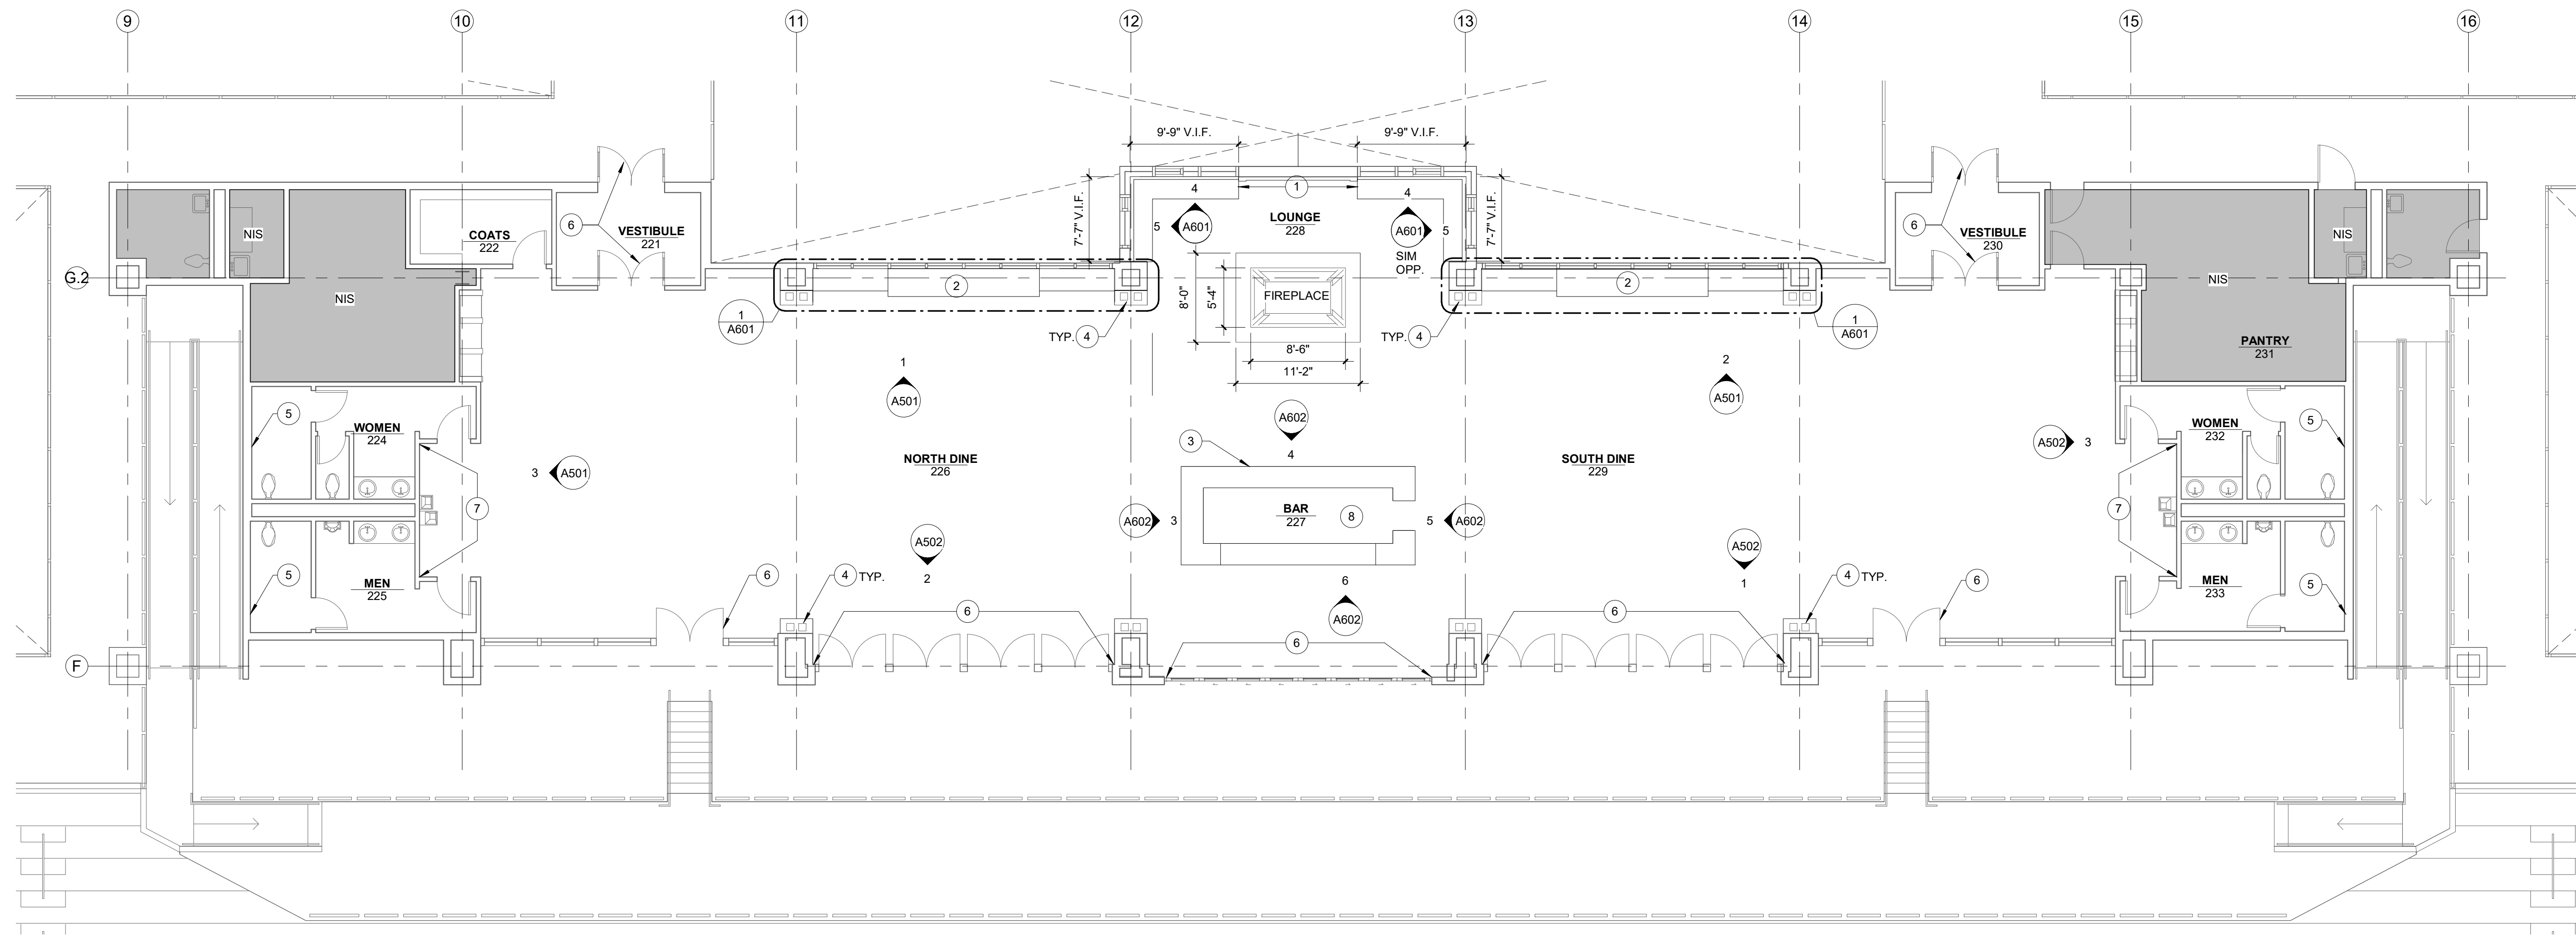 9 10 11 12 13 14 15 16
9'-9" V.I.F. 9'-9" V.I.F.
4 1 4
7'-7" V.I.F. 7'-7" V.I.F.
LOUNGE
228
5 A601 A601 5
SIM
OPP.
NIS
COATS
222
6
VESTIBULE
221
6
VESTIBULE
230
NIS
G.2
NIS
2
2
NIS
FIREPLACE
8'-0" 5'-4"
8'-6"
11'-2"
1
A601
TYP. 4
TYP. 4
1
A601
PANTRY
231
1
A501
2
A501
5
WOMEN
224
A602
4
3
A502 3
WOMEN
232
5
3 A501
NORTH DINE
226
SOUTH DINE
229
7
7
A602 3
BAR
227
8
5 A602
A502
2
A502
1
5
MEN
225
6
4 TYP.
6
A602
4 TYP.
6
MEN
233
5
6
6
6
F